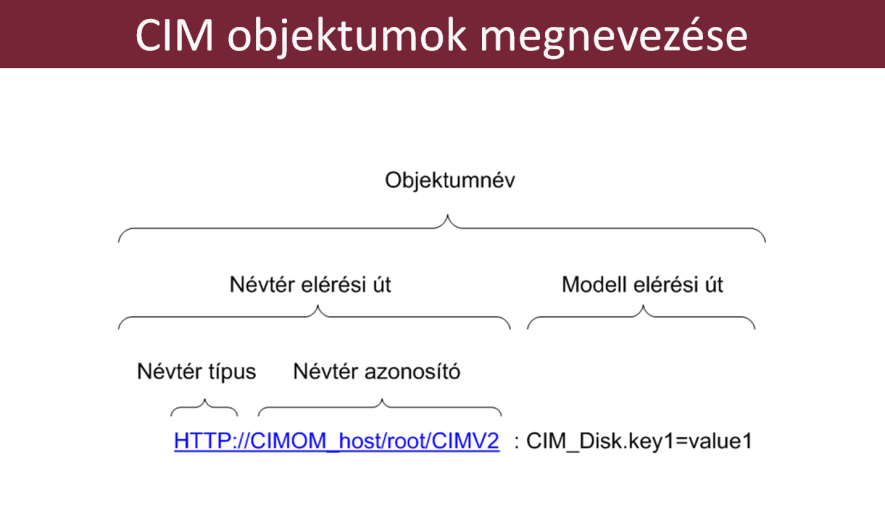 CIM objektumok megnevezése
Objektumnév
Névtér elérési út Modell elérési út
Névtér típus Névtér azonosító
HTTP://CIMOM_host/root/CIMV2 : CIM_Disk.key1=value1